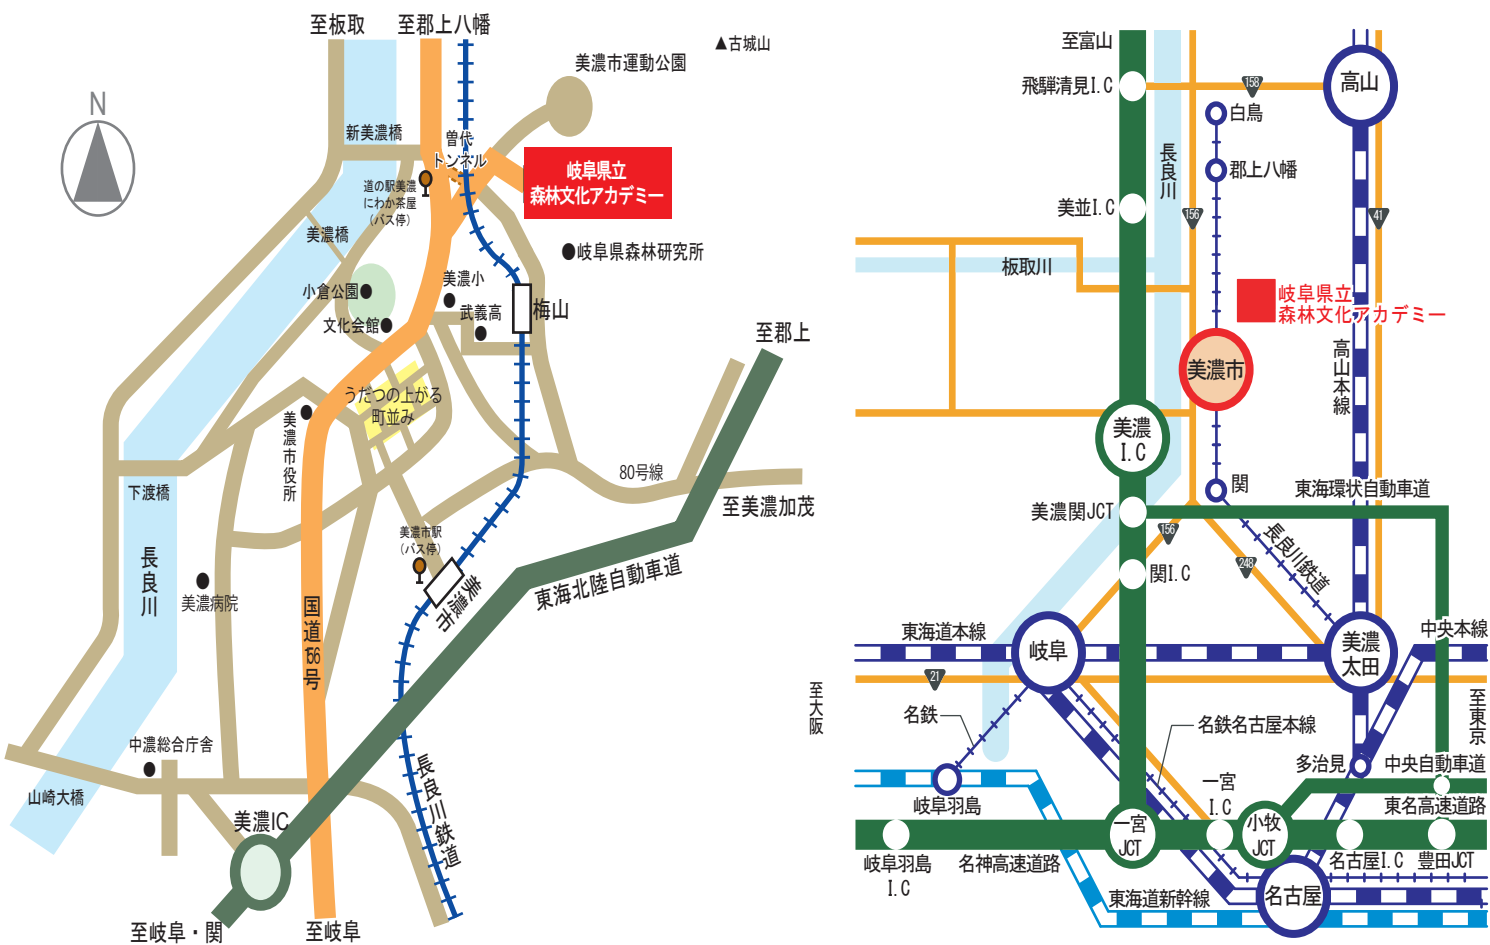 至板取
至郡上八幡
▲古城山
美濃市運動公園
N
新美濃橋
曽代
トンネル
岐阜県立
森林文化アカデミー
道の駅美濃
にわか茶屋
（バス停）
美濃橋
岐阜県森林研究所
小倉公園
美濃小
文化会館
武義高
梅山
至郡上
うだつの上がる
町並み
美濃市役所
80号線
下渡橋
至美濃加茂
美濃市駅
（バス停）
長良川
美濃病院
美濃市
東海北陸自動車道
国道156号
中濃総合庁舎
長良川鉄道
山崎大橋
美濃IC
至岐阜・関
至岐阜
至富山
飛騨清見I.C
158
高山
白鳥
長良川
郡上八幡
美並I.C
156
41
板取川
岐阜県立
森林文化アカデミー
高山本線
美濃市
美濃
I.C
関
東海環状自動車道
美濃関JCT
156
長良川鉄道
248
関I.C
東海道本線
岐阜
美濃
太田
中央本線
21
至大阪
至東京
名鉄
名鉄名古屋本線
多治見
中央自動車道
一宮
I.C
岐阜羽島
東名高速道路
一宮
JCT
小牧
JCT
岐阜羽島
I.C
名神高速道路
名古屋I.C
豊田JCT
東海道新幹線
名古屋